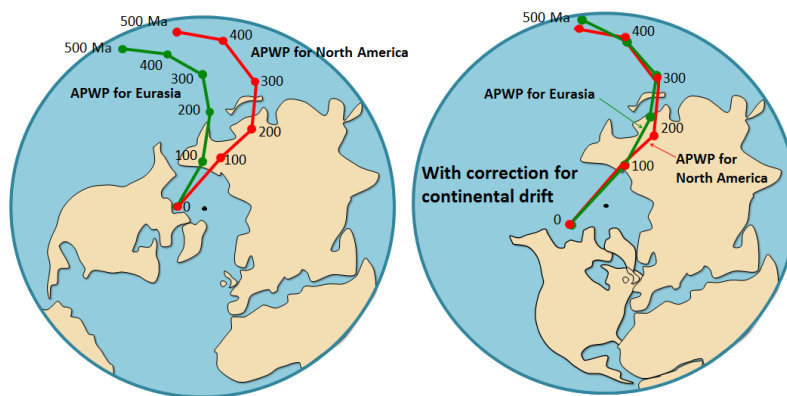 500 Ma
400
APWP for North America
500 Ma
400
300
300
APWP for Eurasia
200
200
100
100
0
500 Ma
400
300
APWP for Eurasia
200
APWP for
North America
100
With correction for
continental drift
0